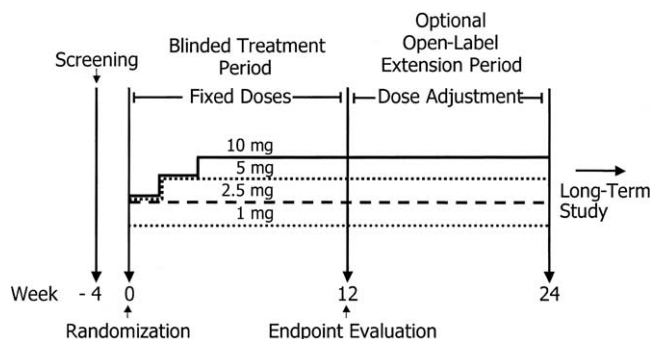 Optional
Blinded Treatment Open-Label
Screening Period Extension Period
Fixed Doses Dose Adjustment
10 mg
5 mg
2.5 mg
1 mg
Long-Term
Study
Week - 4 0 12 24
Randomization Endpoint Evaluation